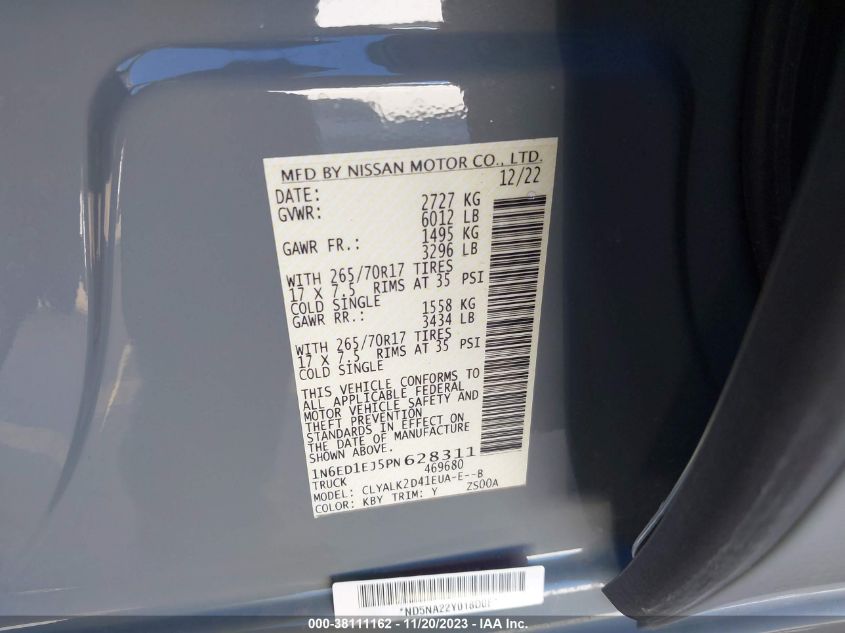 MFD BY NISSAN MOTOR CO., LTD.
DATE: 12/22
GVWR: 2727 KG
6012 LB
GAWR FR.: 1495 KG
3296 LB
WITH 265/70R17 TIRES
17 X 7.5 RIMS AT 35 PSI
COLD SINGLE
GAWR RR.: 1558 KG
3434 LB
WITH 265/70R17 TIRES
17 X 7.5 RIMS AT 35 PSI
COLD SINGLE
THIS VEHICLE CONFORMS TO
ALL APPLICABLE FEDERAL
MOTOR VEHICLE SAFETY AND
THEFT PREVENTION
STANDARDS IN EFFECT ON
THE DATE OF MANUFACTURE
SHOWN ABOVE.
1N6ED1EJ5PN628311
TRUCK 469680
MODEL: CLYALK2D41EUA-E--B
COLOR: KBY TRIM: Y ZS00A
000-38111162 - 11/20/2023 - IAA Inc.